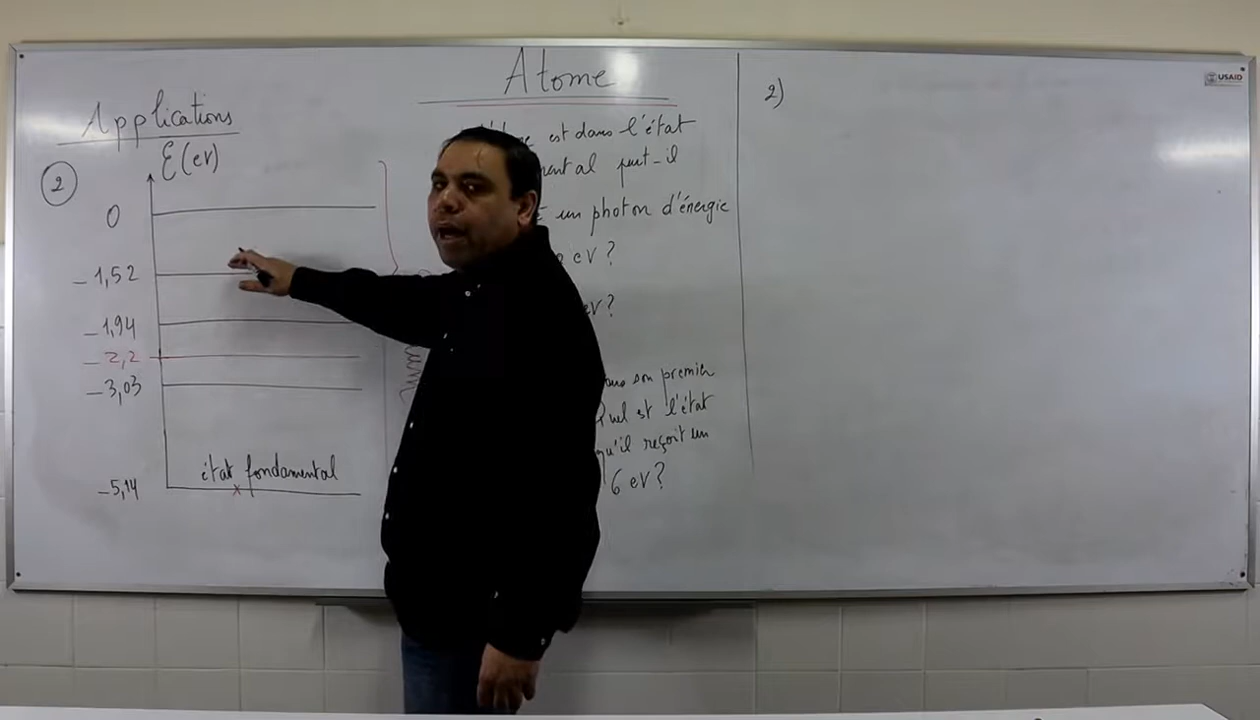 Atome
USAID
Applications
2
E(ev)
0
-1,52
-1,94
-2,2
-3,03
-5,14
état fondamental
x
est dans l'état
peut-il
un photon d'énergie
ev?
ev?
son premier
Quel est l'état
qu'il reçoit un
6 ev?
2)